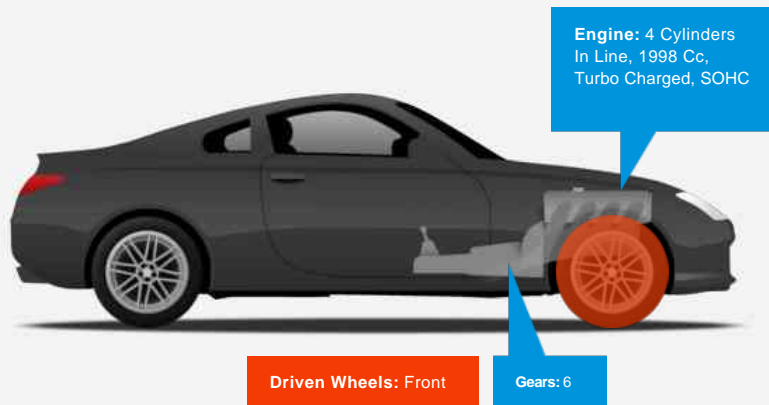 Engine: 4 Cylinders
In Line, 1998 Cc,
Turbo Charged, SOHC
Driven Wheels: Front
Gears: 6